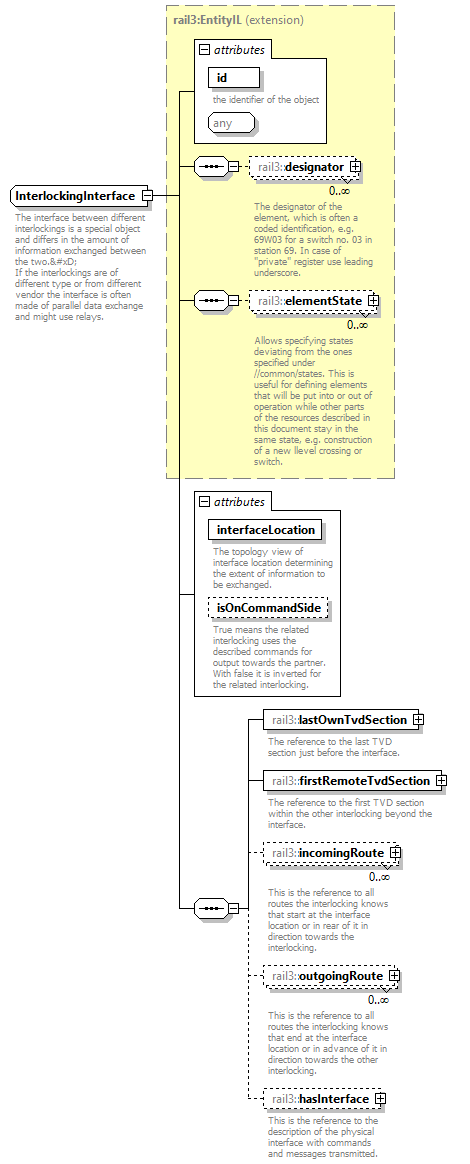 rail3:EntityIL (extension)
attributes
id
the identifier of the object
any
rail3::designator
0..∞
The designator of the
element, which is often a
coded identification, e.g.
69W03 for a switch no. 03 in
station 69. In case of
"private" register use leading
underscore.
InterlockingInterface
The interface between different
interlockings is a special object
and differs in the amount of
information exchanged between
the two.&#xD;
If the interlockings are of
different type or from different
vendor the interface is often
made of parallel data exchange
and might use relays.
rail3::elementState
0..∞
Allows specifying states
deviating from the ones
specified under
//common/states. This is
useful for defining elements
that will be put into or out of
operation while other parts
of the resources described in
this document stay in the
same state, e.g. construction
of a new llevel crossing or
switch.
attributes
interfaceLocation
The topology view of
interface location determining
the extent of information to
be exchanged.
isOnCommandSide
True means the related
interlocking uses the
described commands for
output towards the partner.
With false it is inverted for
the related interlocking.
rail3::lastOwnTvdSection
The reference to the last TVD
section just before the interface.
rail3::firstRemoteTvdSection
The reference to the first TVD section
within the other interlocking beyond the
interface.
rail3::incomingRoute
0..∞
This is the reference to all
routes the interlocking knows
that start at the interface
location or in rear of it in
direction towards the
interlocking.
rail3::outgoingRoute
0..∞
This is the reference to all
routes the interlocking knows
that end at the interface
location or in advance of it in
direction towards the other
interlocking.
rail3::hasInterface
This is the reference to the
description of the physical
interface with commands
and messages transmitted.